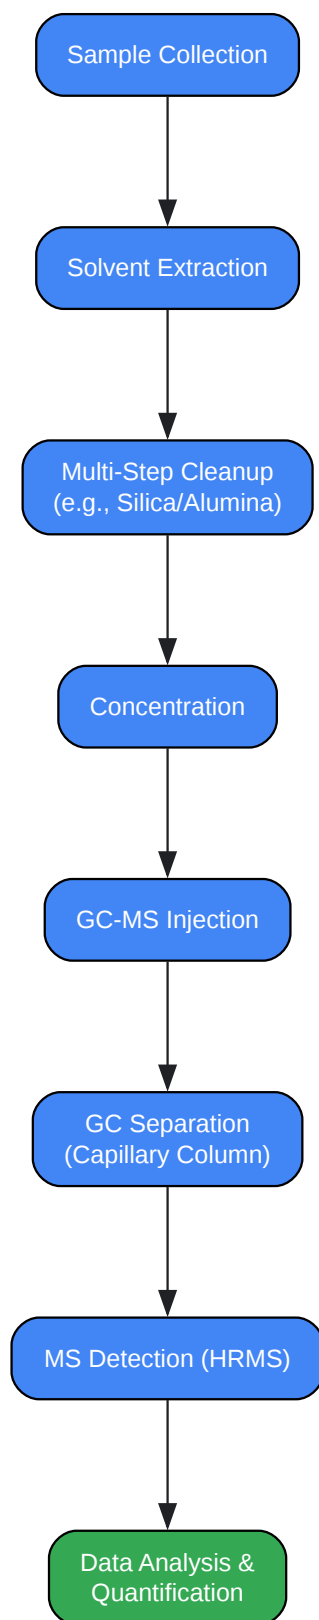 Sample Collection
Solvent Extraction
Multi-Step Cleanup
(e.g., Silica/Alumina)
Concentration
GC-MS Injection
GC Separation
(Capillary Column)
MS Detection (HRMS)
Data Analysis &
Quantification